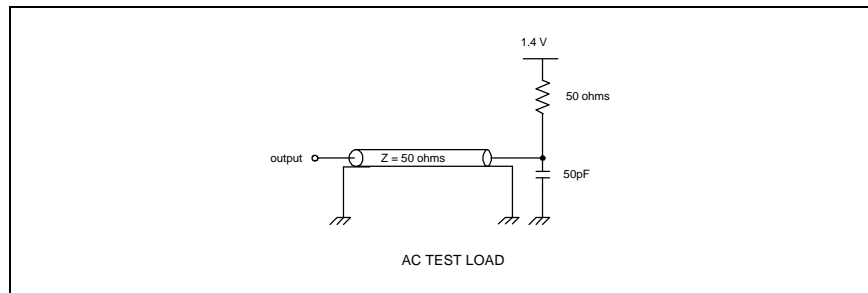 1.4 V
50 ohms
output
Z = 50 ohms
50pF
AC TEST LOAD